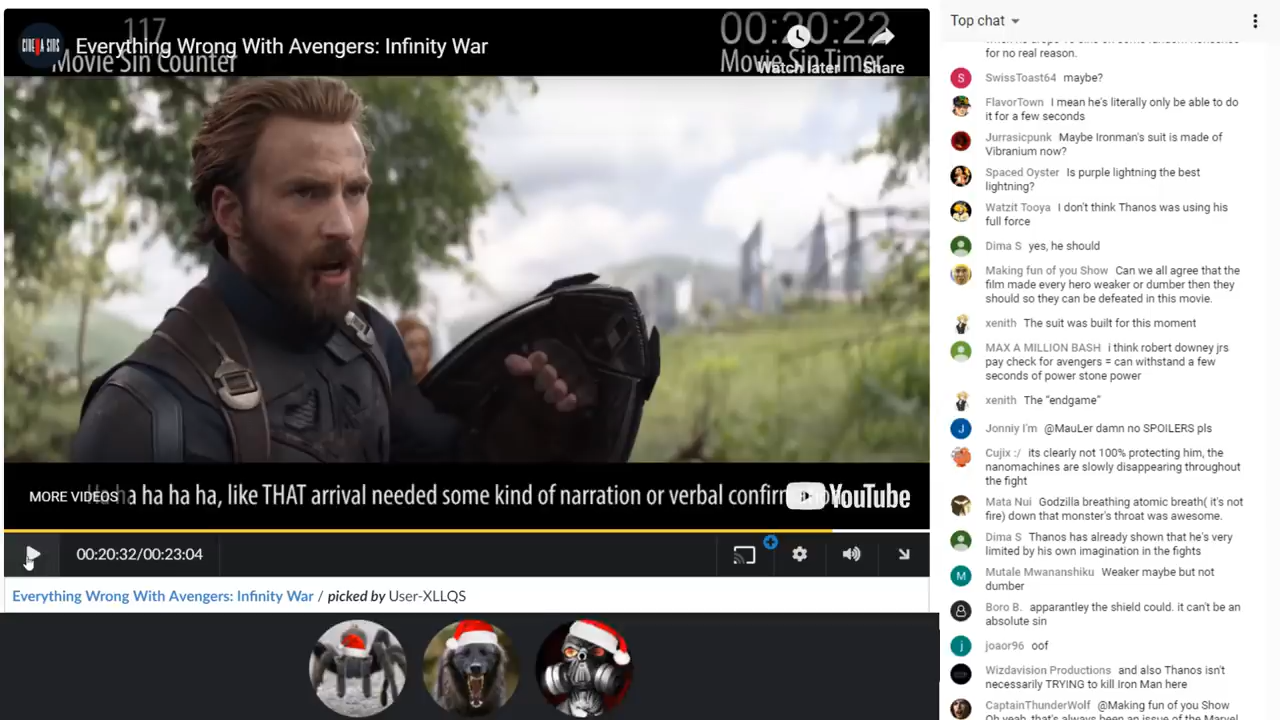 117
00:20:22
CINEMA SINS
Everything Wrong With Avengers: Infinity War
Movie Sin Counter
Movie Sin Timer
Watch later
Share
MORE VIDEOS
a ha ha ha, like THAT arrival needed some kind of narration or verbal
YouTube
00:20:32/00:23:04
Everything Wrong With Avengers: Infinity War / picked by User-XLLQS
Top chat
for no real reason.
SwissToast64 maybe?
FlavorTown I mean he's literally only be able to do
it for a few seconds
Jurrasicpunk Maybe Ironman's suit is made of
Vibranium now?
Spaced Oyster Is purple lightning the best
lightning?
Watzit Tooya I don't think Thanos was using his
full force
Dima S yes, he should
Making fun of you Show Can we all agree that the
film made every hero weaker or dumber then they
should so they can be defeated in this movie.
xenith The suit was built for this moment
MAX A MILLION BASH i think robert downey jrs
pay check for avengers = can withstand a few
seconds of power stone power
xenith The “endgame”
J
Jonniy I'm @MauLer damn no SPOILERS pls
Cujix :/ its clearly not 100% protecting him, the
nanomachines are slowly disappearing throughout
the fight
Mata Nui Godzilla breathing atomic breath( it's not
fire) down that monster's throat was awesome.
Dima S Thanos has already shown that he's very
limited by his own imagination in the fights
M
Mutale Mwananshiku Weaker maybe but not
dumber
Boro B. apparantley the shield could. it can't be an
absolute sin
j
joaor96 oof
Wizdavision Productions and also Thanos isn't
necessarily TRYING to kill Iron Man here
CaptainThunderWolf @Making fun of you Show
Oh yeah, that's always been an issue of the Marvel